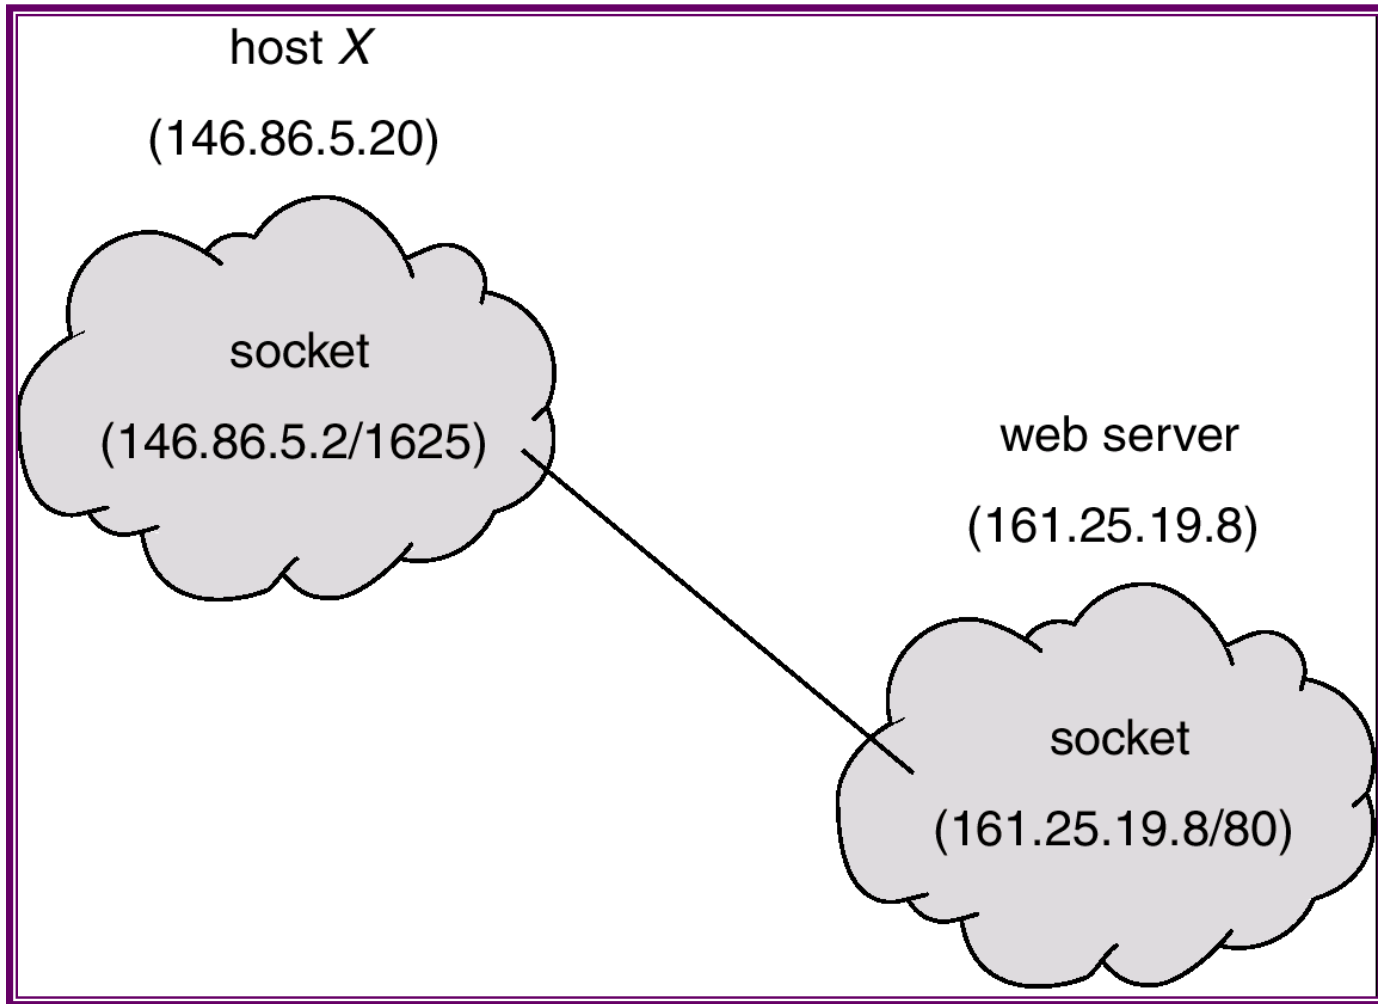 host X
(146.86.5.20)
socket
(146.86.5.2/1625)
web server
(161.25.19.8)
socket
(161.25.19.8/80)